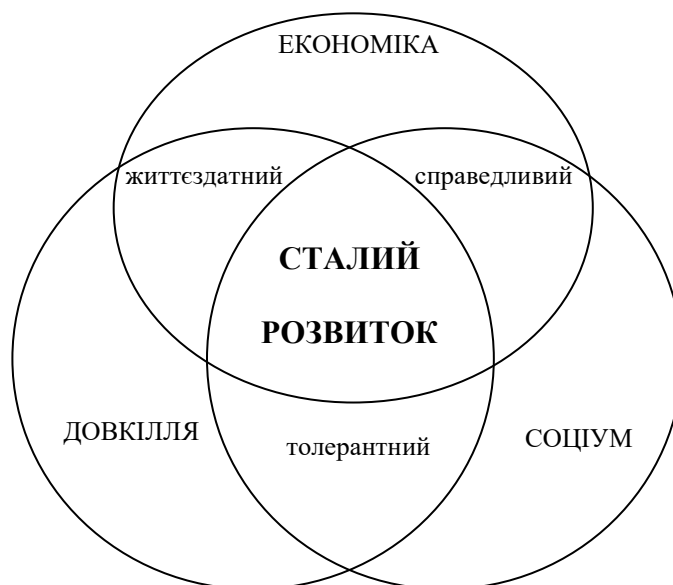 ЕКОНОМІКА
життєздатний
справедливий
СТАЛИЙ
РОЗВИТОК
ДОВКІЛЛЯ
толерантний
СОЦІУМ